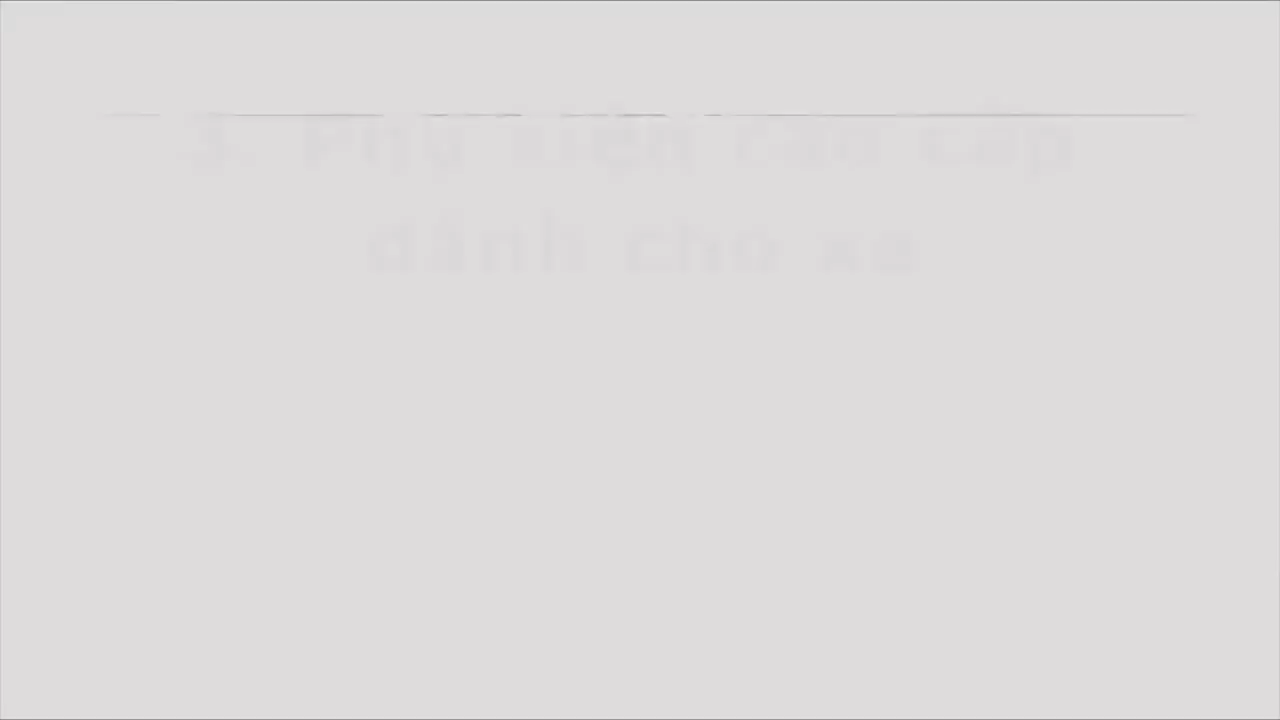 3. Phụ kiện cao cấp
dành cho xe